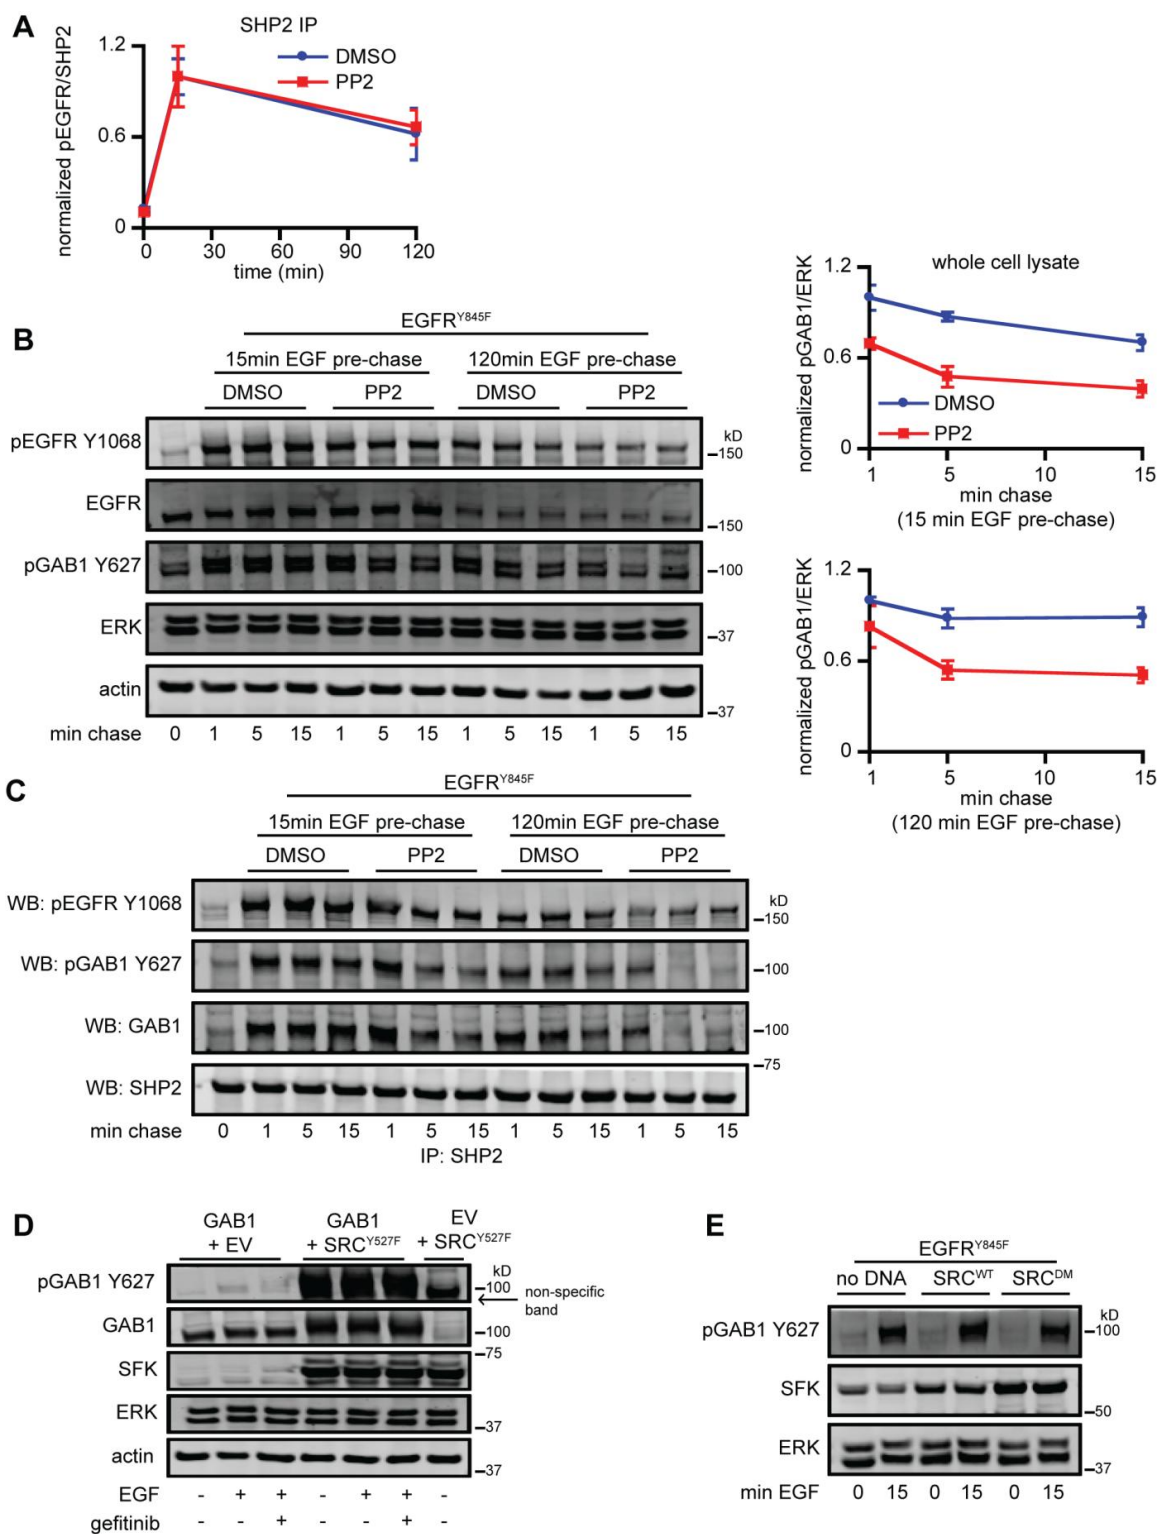 A
SHP2 IP
normalized pEGFR/SHP2
1.2
0.6
0
DMSO
PP2
0 30 60 90 120
time (min)
B
EGFR^Y845F
15min EGF pre-chase 120min EGF pre-chase
DMSO PP2 DMSO PP2
pEGFR Y1068
kD
–150
EGFR
–150
pGAB1 Y627
–100
ERK
–37
actin
–37
min chase 0 1 5 15 1 5 15 1 5 15 1 5 15
whole cell lysate
normalized pGAB1/ERK
1.2
0.6
0
DMSO
PP2
1 5 10 15
min chase
(15 min EGF pre-chase)
normalized pGAB1/ERK
1.2
0.6
0
1 5 10 15
min chase
(120 min EGF pre-chase)
C
EGFR^Y845F
15min EGF pre-chase 120min EGF pre-chase
DMSO PP2 DMSO PP2
WB: pEGFR Y1068
kD
–150
WB: pGAB1 Y627
–100
WB: GAB1
–100
–75
WB: SHP2
min chase 0 1 5 15 1 5 15 1 5 15 1 5 15
IP: SHP2
D
GAB1 GAB1 EV
+ EV + SRC^Y527F + SRC^Y527F
pGAB1 Y627
kD
–100
non-specific
band
GAB1
–100
–75
SFK
ERK
–37
actin
–37
EGF - + + - + + -
gefitinib - - + - - + -
E
EGFR^Y845F
no DNA SRC^WT SRC^DM
pGAB1 Y627
kD
–100
SFK
–50
ERK
–37
min EGF 0 15 0 15 0 15